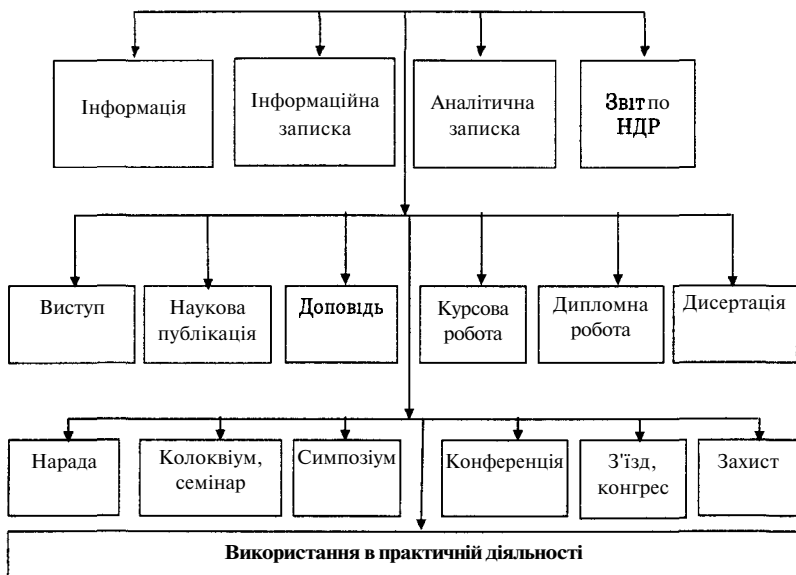 Інформація
Інформаційна
записка
Аналітична
записка
Звіт по
НДР
Виступ
Наукова
публікація
Доповідь
Курсова
робота
Дипломна
робота
Дисертація
Нарада
Колоквіум,
семінар
Симпозіум
Конференція
З'їзд,
конгрес
Захист
Використання в практичній діяльності